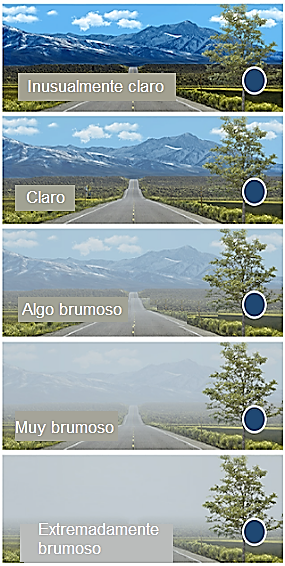 Inusualmente claro
Claro
Algo brumoso
Muy brumoso
Extremadamente
brumoso